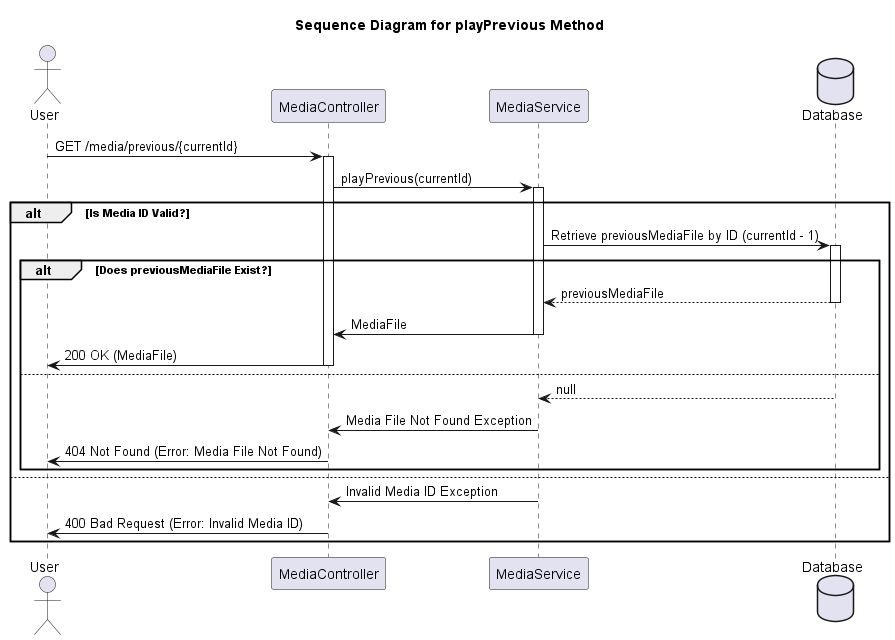 Sequence Diagram for playPrevious Method
User
MediaController
MediaService
Database
GET /media/previous/{currentId}
playPrevious(currentId)
alt
[Is Media ID Valid?]
Retrieve previousMediaFile by ID (currentId - 1)
alt
[Does previousMediaFile Exist?]
previousMediaFile
MediaFile
200 OK (MediaFile)
null
Media File Not Found Exception
404 Not Found (Error: Media File Not Found)
Invalid Media ID Exception
400 Bad Request (Error: Invalid Media ID)
User
MediaController
MediaService
Database